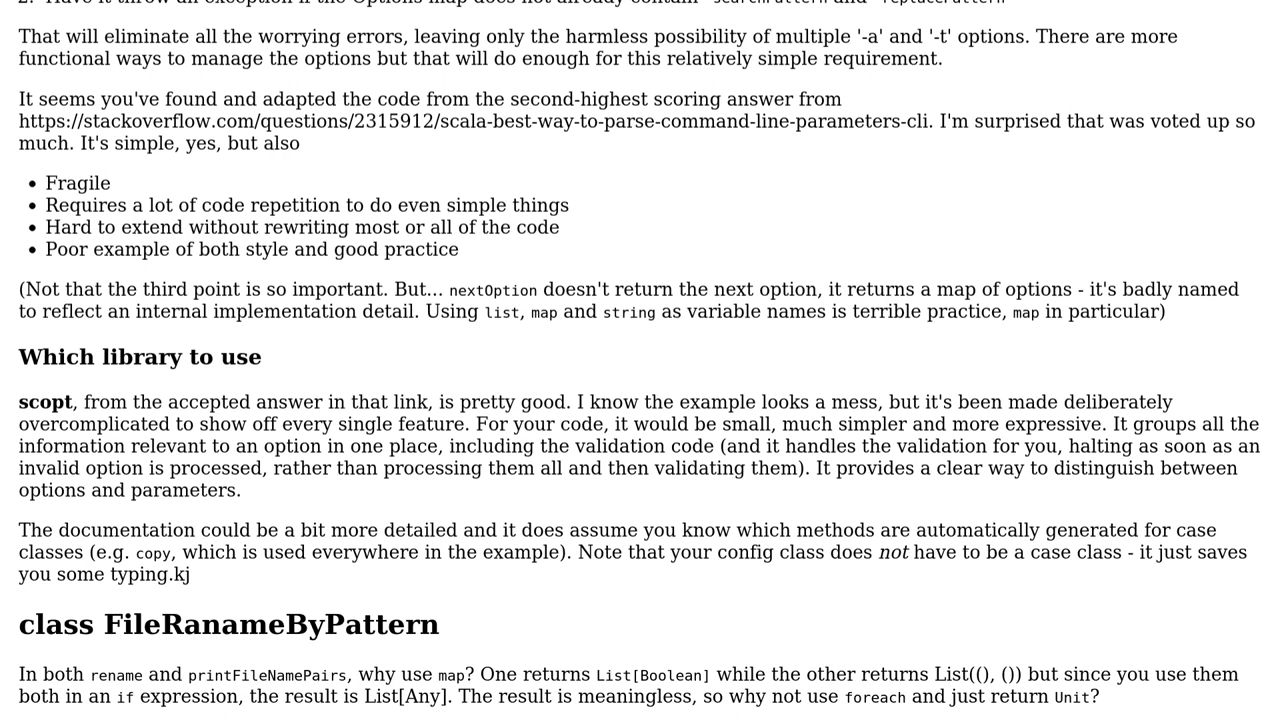 2. Have it throw an exception if the Options map does not already contain 'searchPattern and 'replacePattern
That will eliminate all the worrying errors, leaving only the harmless possibility of multiple '-a' and '-t' options. There are more
functional ways to manage the options but that will do enough for this relatively simple requirement.
It seems you've found and adapted the code from the second-highest scoring answer from
https://stackoverflow.com/questions/2315912/scala-best-way-to-parse-command-line-parameters-cli. I'm surprised that was voted up so
much. It's simple, yes, but also
• Fragile
• Requires a lot of code repetition to do even simple things
• Hard to extend without rewriting most or all of the code
• Poor example of both style and good practice
(Not that the third point is so important. But... nextOption doesn't return the next option, it returns a map of options - it's badly named
to reflect an internal implementation detail. Using list, map and string as variable names is terrible practice, map in particular)
Which library to use
scopt, from the accepted answer in that link, is pretty good. I know the example looks a mess, but it's been made deliberately
overcomplicated to show off every single feature. For your code, it would be small, much simpler and more expressive. It groups all the
information relevant to an option in one place, including the validation code (and it handles the validation for you, halting as soon as an
invalid option is processed, rather than processing them all and then validating them). It provides a clear way to distinguish between
options and parameters.
The documentation could be a bit more detailed and it does assume you know which methods are automatically generated for case
classes (e.g. copy, which is used everywhere in the example). Note that your config class does not have to be a case class - it just saves
you some typing.kj
class FileRanameByPattern
In both rename and printFileNamePairs, why use map? One returns List[Boolean] while the other returns List((), ()) but since you use them
both in an if expression, the result is List[Any]. The result is meaningless, so why not use foreach and just return Unit?